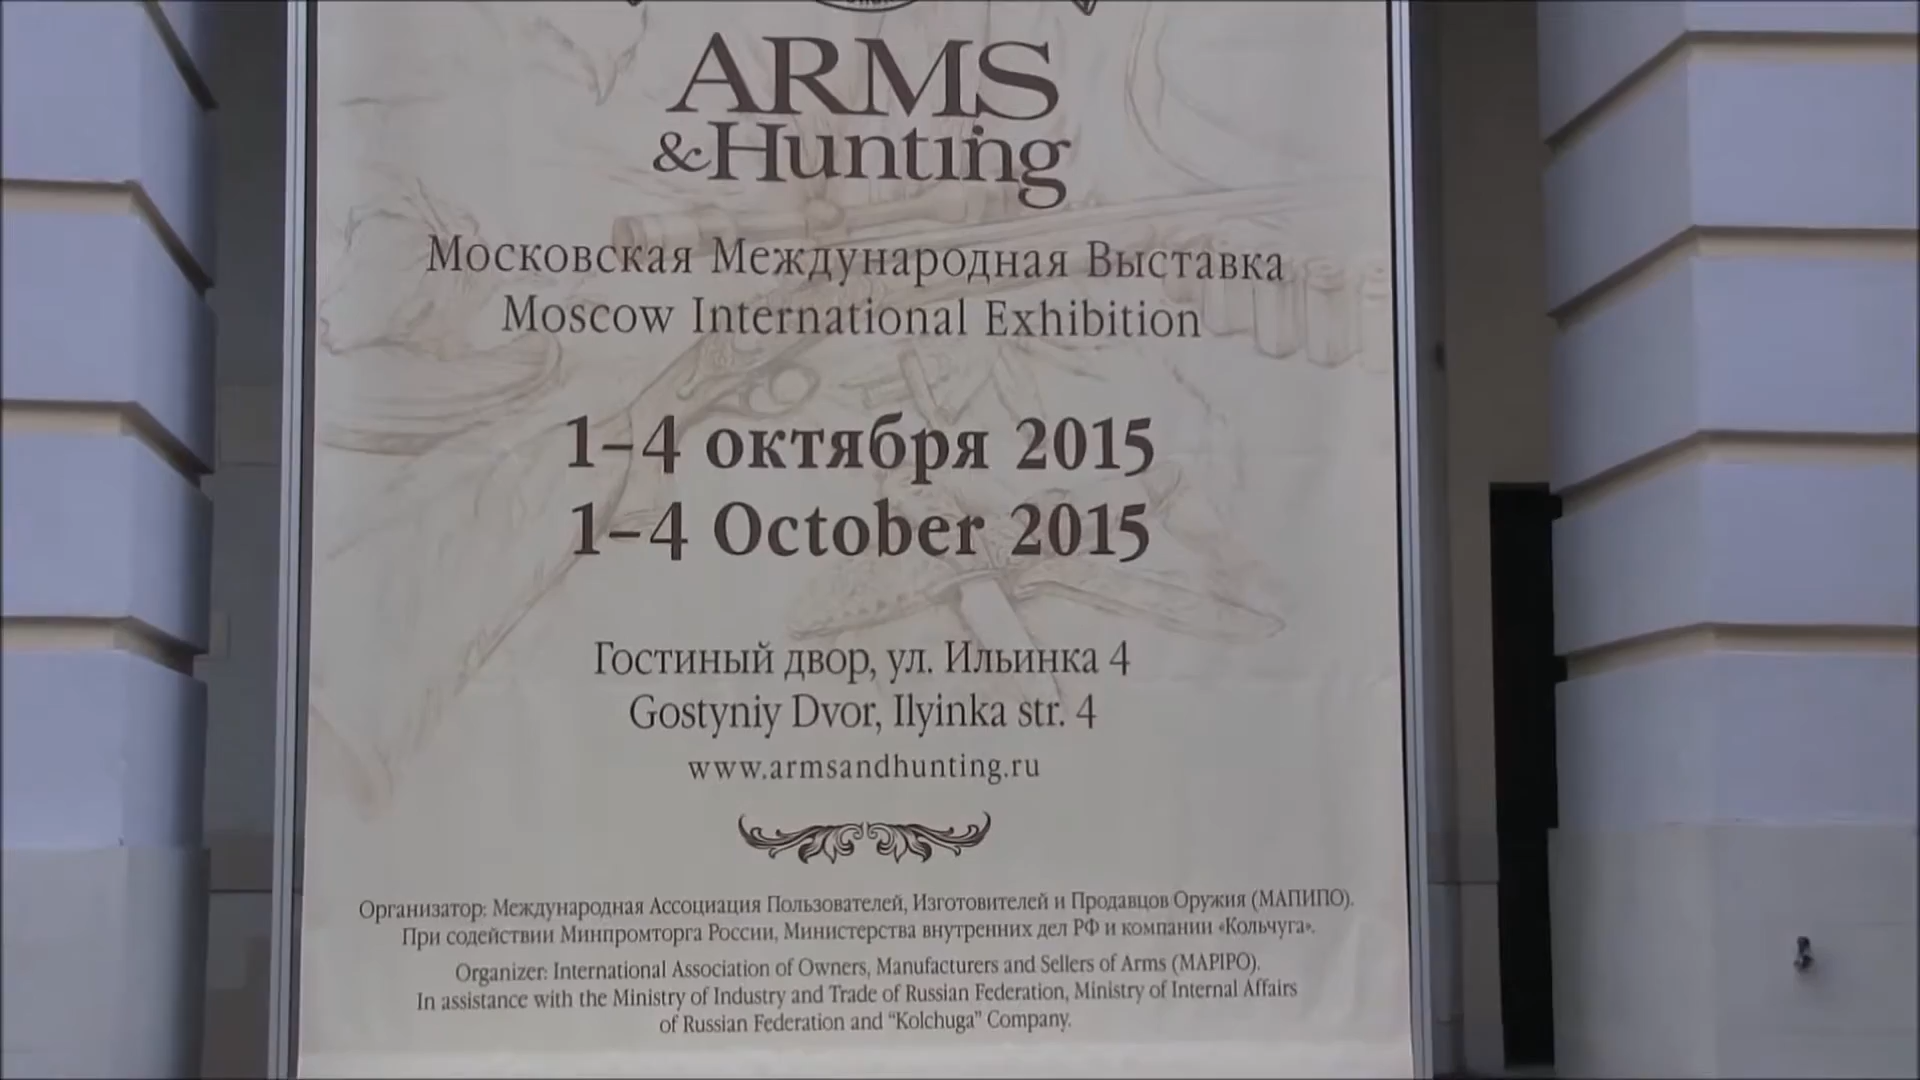 ARMS
&Hunting
Московская Международная Выставка
Moscow International Exhibition
1–4 октября 2015
1–4 October 2015
Гостиный двор, ул. Ильинка 4
Gostyniy Dvor, Ilyinka str. 4
www.armsandhunting.ru
Организатор: Международная Ассоциация Пользователей, Изготовителей и Продавцов Оружия (МАПИПО).
При содействии Минпромторга России, Министерства внутренних дел РФ и компании «Кольчуга».
Organizer: International Association of Owners, Manufacturers and Sellers of Arms (MAPIPO).
In assistance with the Ministry of Industry and Trade of Russian Federation, Ministry of Internal Affairs
of Russian Federation and “Kolchuga” Company.